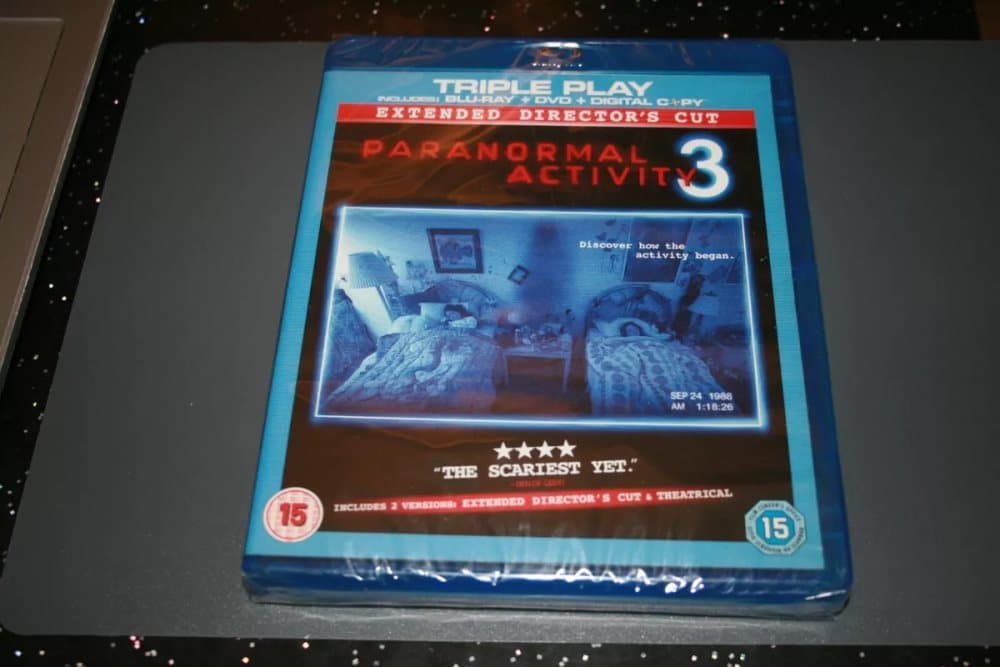 TRIPLE PLAY
INCLUDES: BLU-RAY + DVD + DIGITAL COPY
EXTENDED DIRECTOR'S CUT
PARANORMAL
ACTIVITY 3
Discover how the
activity began.
SEP 24 1988
AM 1:18:26
"THE SCARIEST YET."
INCLUDES 2 VERSIONS: EXTENDED DIRECTOR'S CUT & THEATRICAL
15
15